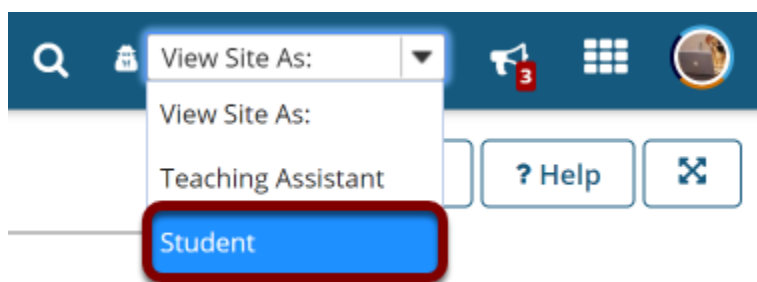 View Site As:
3
View Site As:
Teaching Assistant
? Help
Student